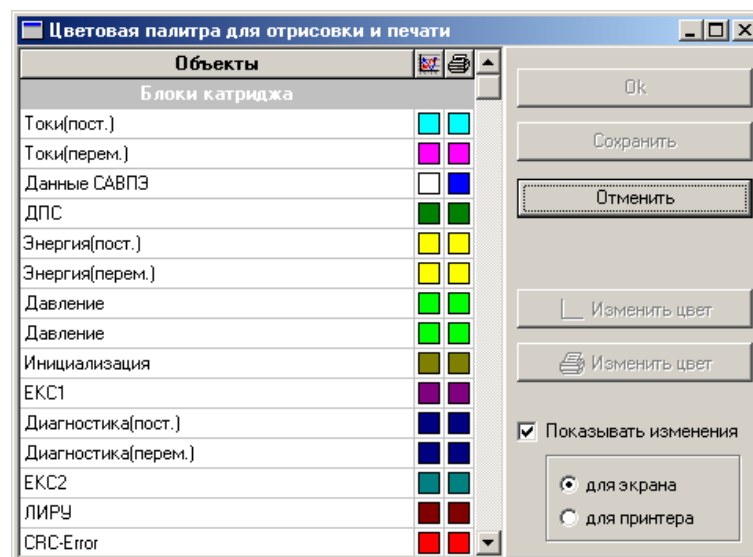 Цветовая палитра для отрисовки и печати
Объекты
Блоки катриджа
Токи(пост.)
Токи(перем.)
Данные САВПЭ
ДПС
Энергия(пост.)
Энергия(перем.)
Давление
Давление
Инициализация
ЕКС1
Диагностика(пост.)
Диагностика(перем.)
ЕКС2
ЛИРУ
CRC-Error
Ok
Сохранить
Отменить
Изменить цвет
Изменить цвет
Показывать изменения
для экрана
для принтера